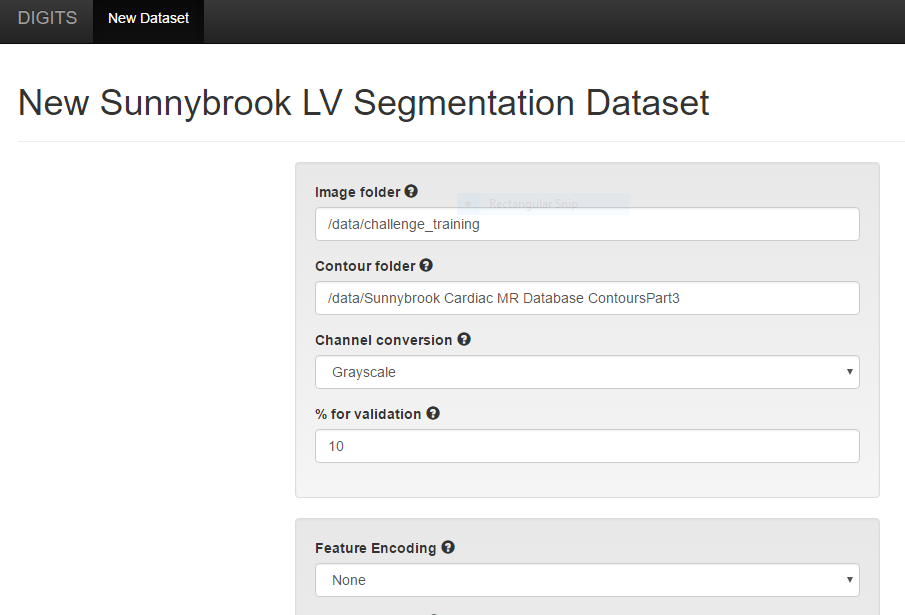 DIGITS New Dataset
New Sunnybrook LV Segmentation Dataset
Image folder
Rectangular Snip
/data/challenge_training
Contour folder
/data/Sunnybrook Cardiac MR Database ContoursPart3
Channel conversion
Grayscale
% for validation
10
Feature Encoding
None